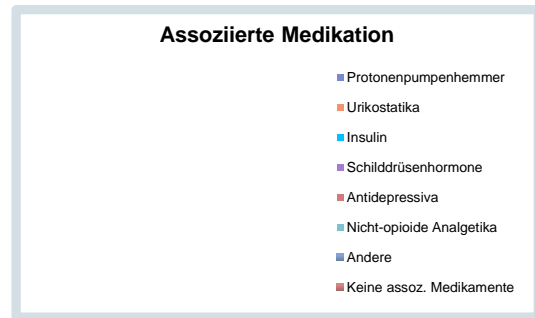 Assoziierte Medikation
Protonenpumpenhemmer
Urikostatika
Insulin
Schilddrüsenhormone
Antidepressiva
Nicht-opioide Analgetika
Andere
Keine assoz. Medikamente